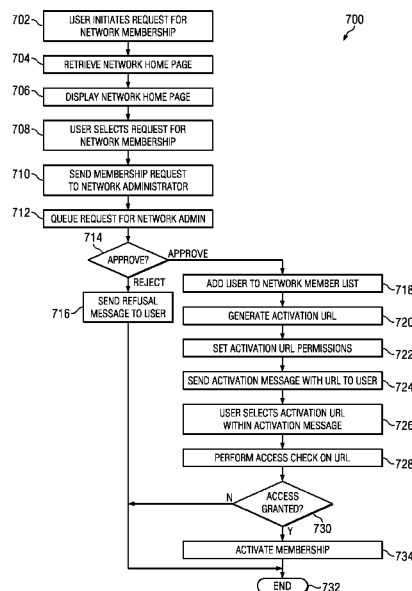 700
702
USER INITIATES REQUEST FOR
NETWORK MEMBERSHIP
704
RETRIEVE NETWORK HOME PAGE
706
DISPLAY NETWORK HOME PAGE
708
USER SELECTS REQUEST FOR
NETWORK MEMBERSHIP
710
SEND MEMBERSHIP REQUEST
TO NETWORK ADMINISTRATOR
712
QUEUE REQUEST FOR NETWORK ADMIN
714
APPROVE?
APPROVE
REJECT
716
SEND REFUSAL
MESSAGE TO USER
ADD USER TO NETWORK MEMBER LIST
718
GENERATE ACTIVATION URL
720
SET ACTIVATION URL PERMISSIONS
722
SEND ACTIVATION MESSAGE WITH URL TO USER
724
USER SELECTS ACTIVATION URL
WITHIN ACTIVATION MESSAGE
726
PERFORM ACCESS CHECK ON URL
728
N
ACCESS
GRANTED?
730
Y
ACTIVATE MEMBERSHIP
734
END
732